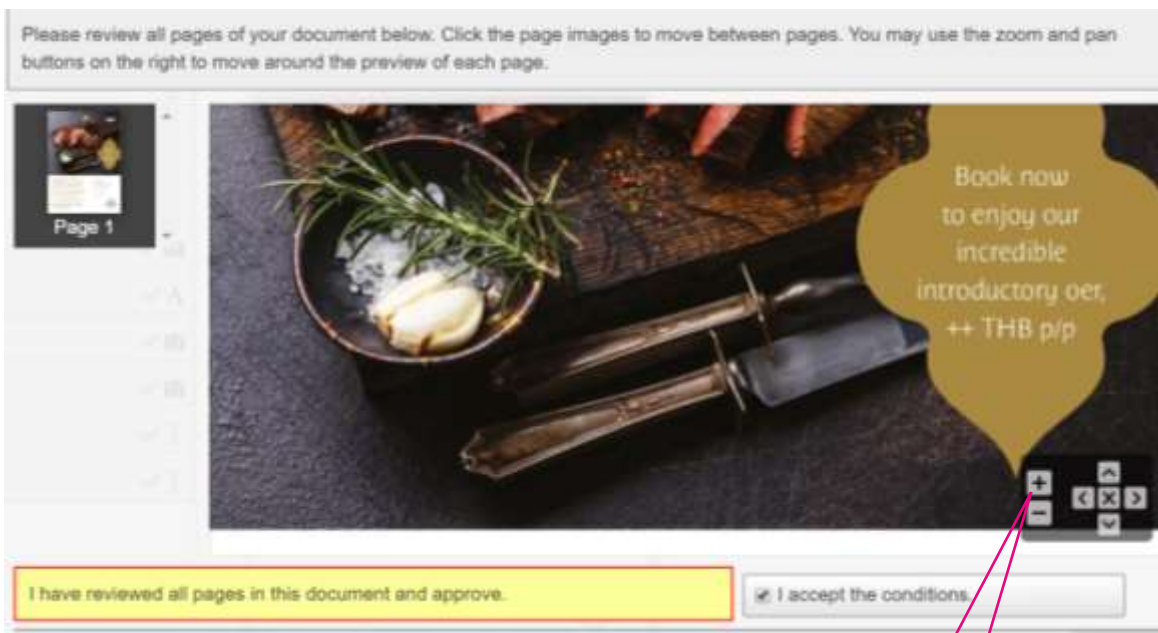 Please review all pages of your document below. Click the page images to move between pages. You may use the zoom and pan
buttons on the right to move around the preview of each page.
Page 1
Book now
to enjoy our
incredible
introductory oer,
++ THB p/p
I have reviewed all pages in this document and approve.
I accept the conditions.